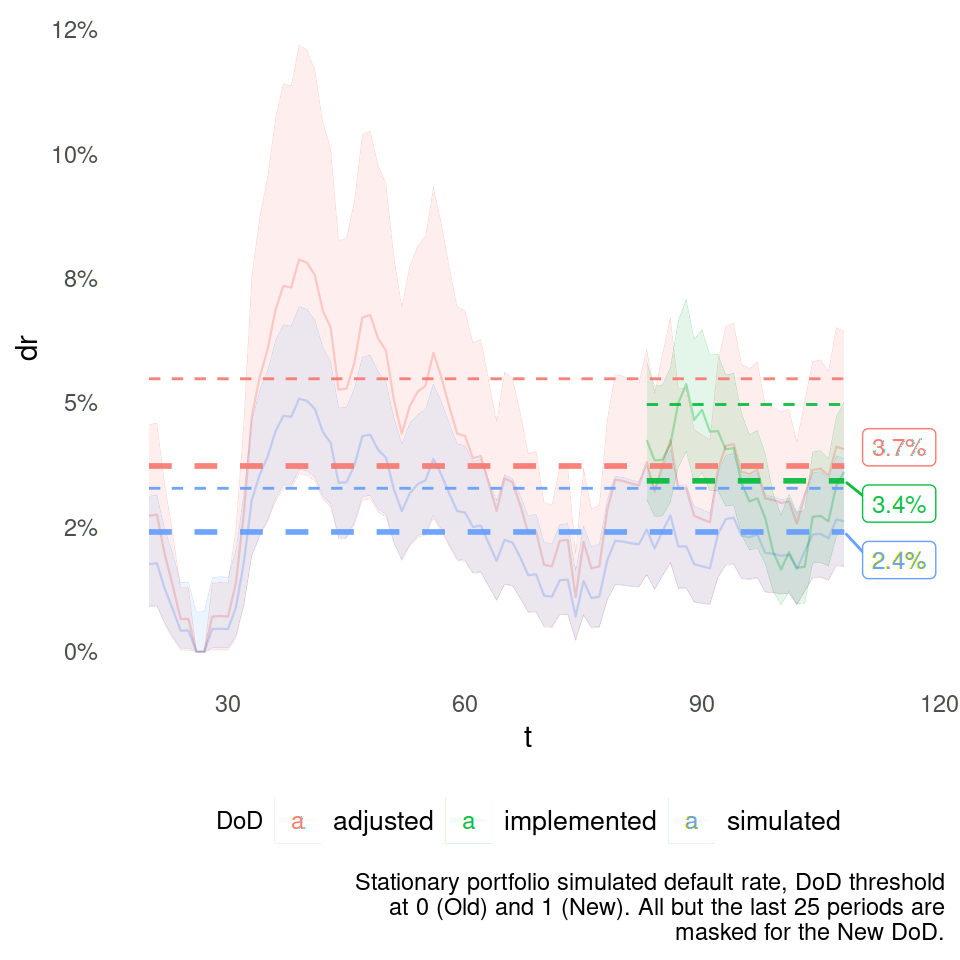 12%
10%
8%
5%
2%
0%
dr
3.7%
3.4%
2.4%
30 60 90 120
t
DoD a adjusted a implemented a simulated
Stationary portfolio simulated default rate, DoD threshold
at 0 (Old) and 1 (New). All but the last 25 periods are
masked for the New DoD.